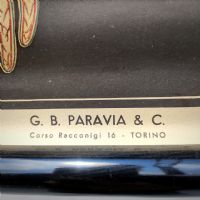 G. B. PARAVIA & C.
Corso Racconigi 16 - TORINO